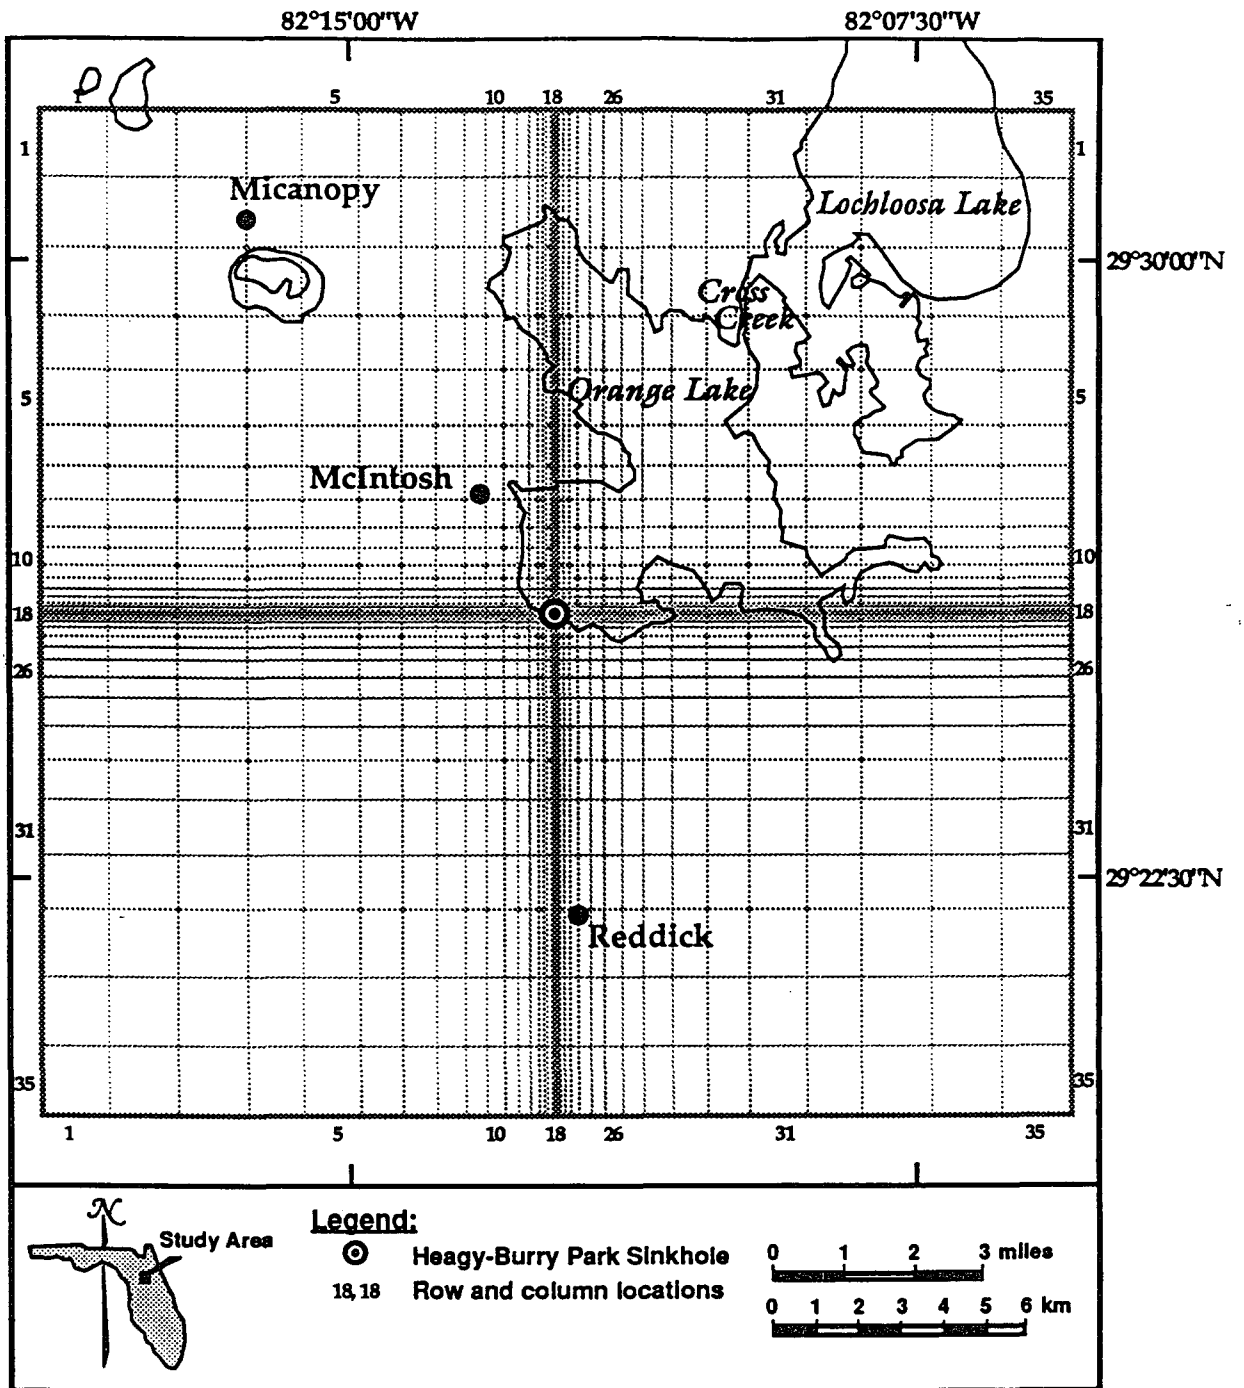 82°15'00"W 82°07'30"W
1 5 10 18 26 31 35
1 1
Micanopy
Lochloosa Lake
29°30'00"N
Cross
Creek
Orange Lake
5 5
McIntosh
10 10
18 18
26 26
31 31
29°22'30"N
Reddick
35 35
1 5 10 18 26 31 35
N
Study Area
Legend:
Heagy-Burry Park Sinkhole
18, 18 Row and column locations
0 1 2 3 miles
0 1 2 3 4 5 6 km